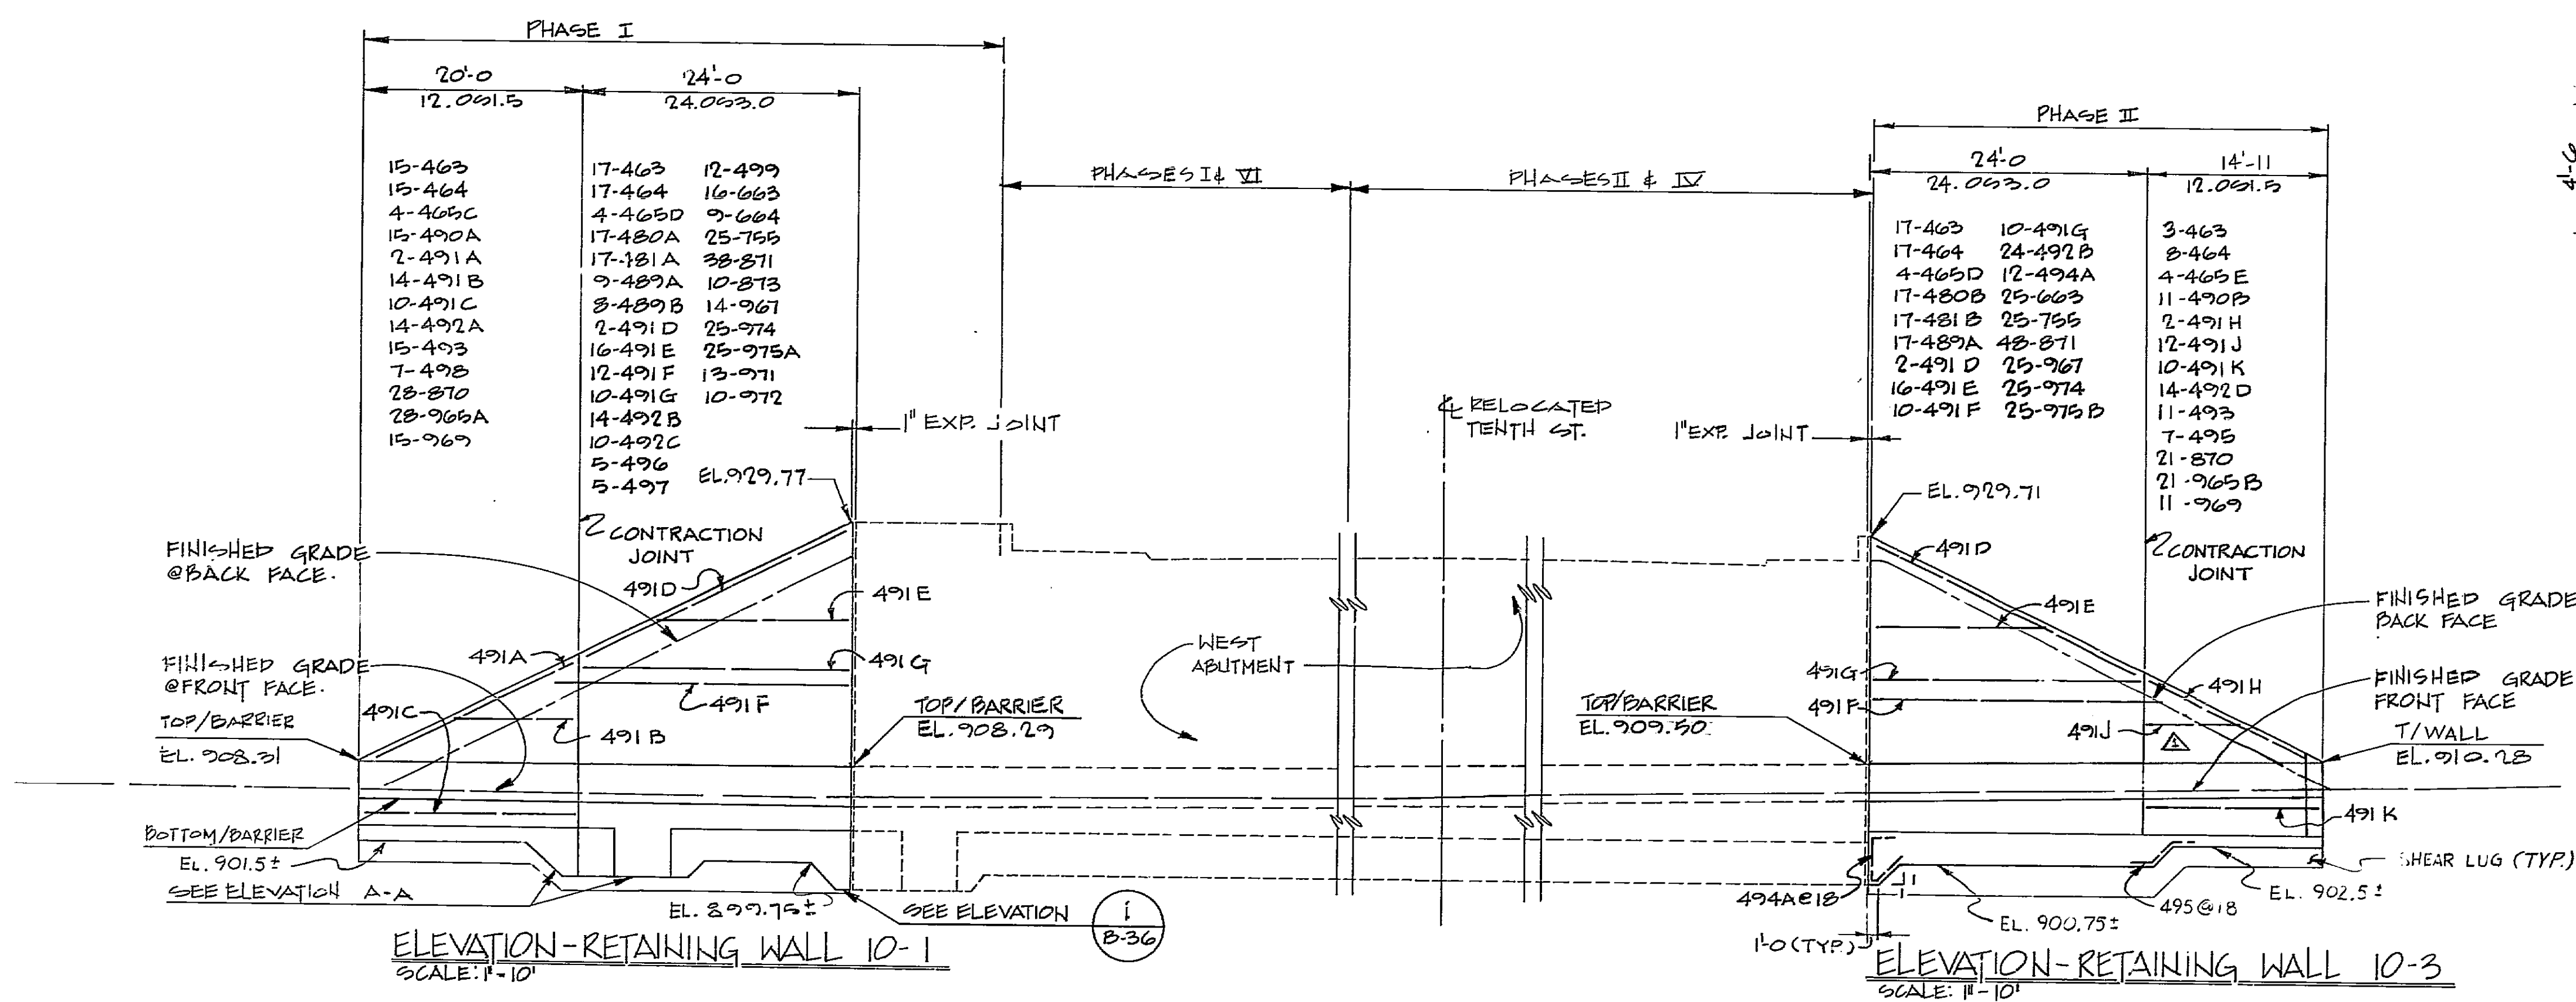 PHASE I
20'-0
12.0S1.5
24'-0
24.0S3.0
15-463
15-464
4-465C
15-490A
2-491A
14-491B
10-491C
14-492A
15-493
7-498
28-870
28-965A
15-969
17-463
17-464
4-465D
17-480A
17-481A
9-489A
8-489B
2-491D
16-491E
12-491F
10-491G
14-492B
10-492C
5-496
5-497
12-499
16-663
9-664
25-755
38-871
10-873
14-967
25-974
25-975A
13-971
10-972
PHASES I & VI
PHASES II & IV
PHASE II
24'-0
24.0S3.0
14'-11
12.0S1.5
17-463
17-464
4-465D
17-480B
17-481B
17-489A
2-491D
16-491E
10-491F
10-491G
24-492B
12-494A
25-663
25-755
48-871
25-967
25-974
25-975B
3-463
8-464
4-465E
11-490B
2-491H
12-491J
10-491K
14-492D
11-493
7-495
21-870
21-965B
11-969
4'-6
1" EXP. JOINT
EL.929.77
CONTRACTION
JOINT
℄ RELOCATED
TENTH ST.
1" EXP. JOINT
EL.929.71
CONTRACTION
JOINT
FINISHED GRADE
@BACK FACE.
491D
491E
491A
491G
491F
FINISHED GRADE
@FRONT FACE.
491C
491B
TOP/BARRIER
EL. 908.31
TOP/BARRIER
EL. 908.29
WEST
ABUTMENT
TOP/BARRIER
EL. 909.50
491D
491E
491G
491F
491H
491J
1
FINISHED GRADE
BACK FACE
FINISHED GRADE
FRONT FACE
T/WALL
EL. 910.28
491K
BOTTOM/BARRIER
EL. 901.5±
SEE ELEVATION A-A
EL. 899.75±
SEE ELEVATION
i
B-36
494A@18
1'-0 (TYP.)
EL. 900.75±
495@18
EL. 902.5±
SHEAR LUG (TYP.)
ELEVATION-RETAINING WALL 10-1
SCALE: 1"-10'
ELEVATION-RETAINING WALL 10-3
SCALE: 1"-10'